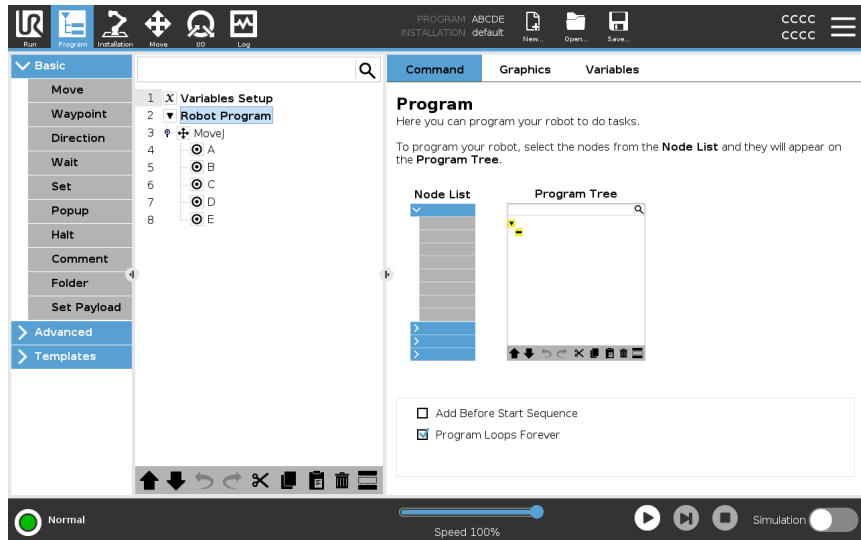 UR
PROGRAM ABCDE
INSTALLATION default
Run Program Installation Move I/O Log
New... Open... Save...
CCCC
CCCC
Basic
Move
Waypoint
Direction
Wait
Set
Popup
Halt
Comment
Folder
Set Payload
Advanced
Templates
1 X Variables Setup
2 Robot Program
3 MoveJ
4 A
5 B
6 C
7 D
8 E
Command Graphics Variables
Program
Here you can program your robot to do tasks.
To program your robot, select the nodes from the Node List and they will appear on
the Program Tree.
Node List Program Tree
Add Before Start Sequence
Program Loops Forever
Normal
Speed 100%
Simulation